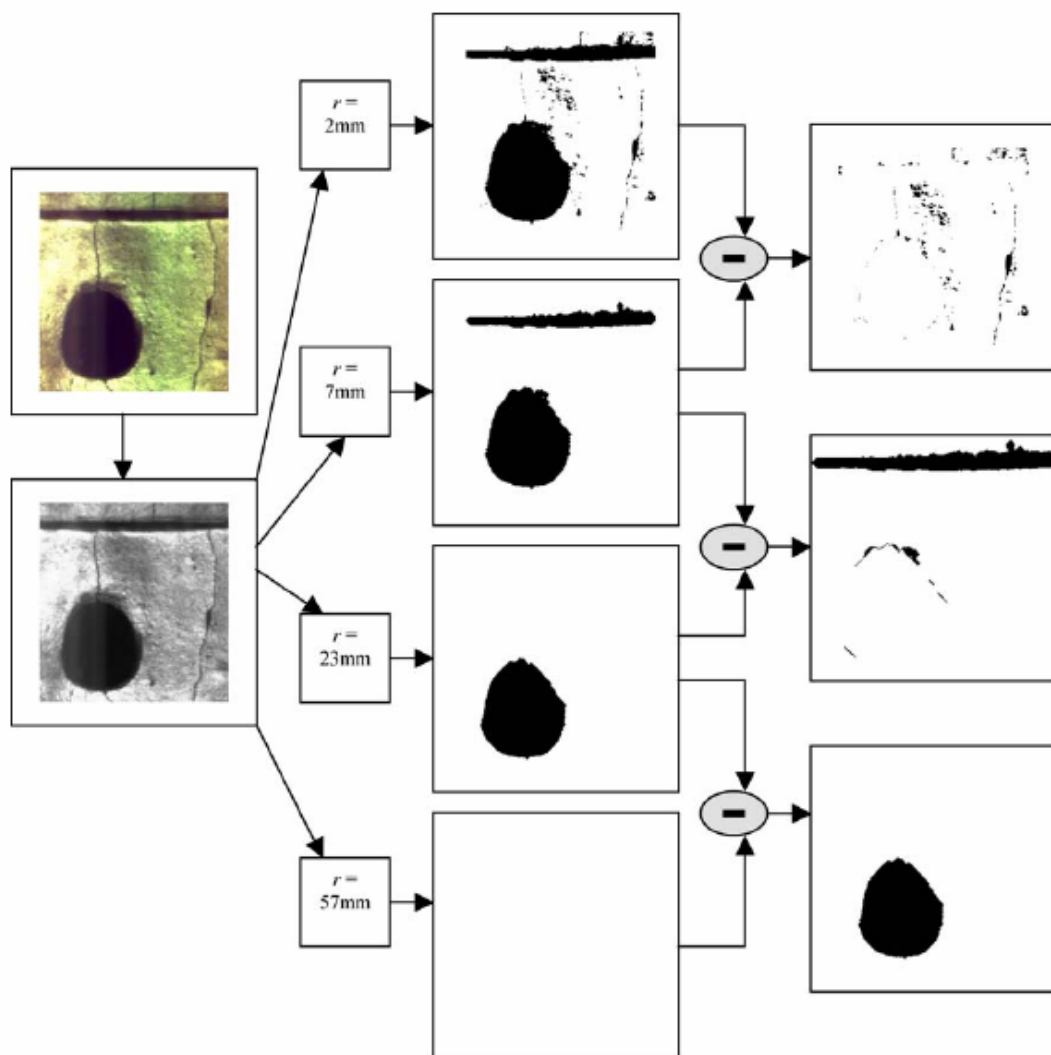 r =
2mm
r =
7mm
r =
23mm
r =
57mm